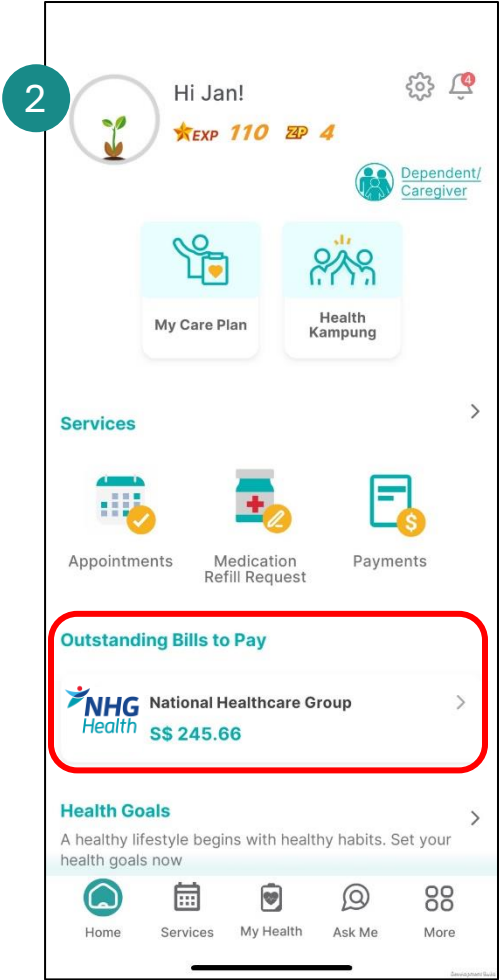 2
Hi Jan!
4
EXP 110 ZP 4
Dependent/
Caregiver
My Care Plan
Health
Kampung
Services
Appointments
Medication
Refill Request
Payments
Outstanding Bills to Pay
NHG
Health
National Healthcare Group
S$ 245.66
Health Goals
A healthy lifestyle begins with healthy habits. Set your
health goals now
Home
Services
My Health
Ask Me
More
Development Build